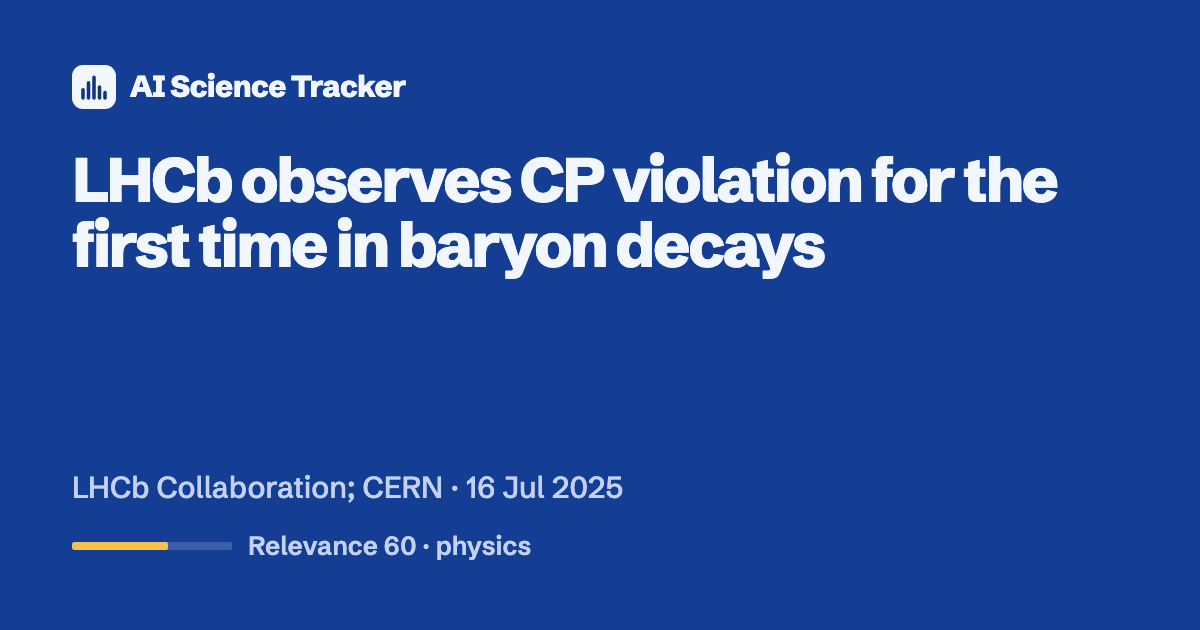 AI Science Tracker
LHCb observes CP violation for the
first time in baryon decays
LHCb Collaboration; CERN · 16 Jul 2025
Relevance 60 · physics